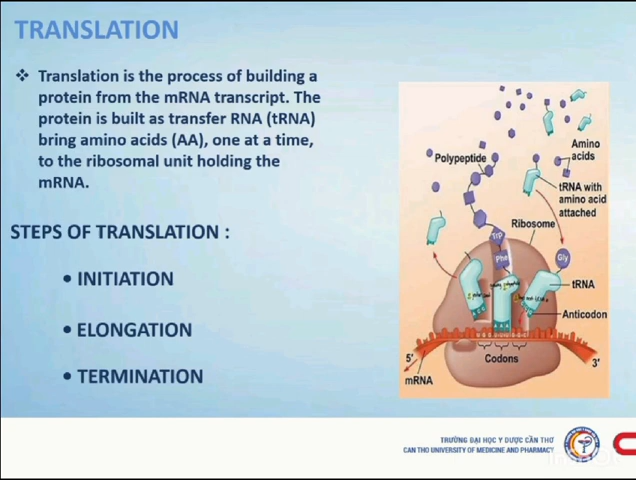 TRANSLATION
❖ Translation is the process of building a
protein from the mRNA transcript. The
protein is built as transfer RNA (tRNA)
bring amino acids (AA), one at a time,
to the ribosomal unit holding the
mRNA.
STEPS OF TRANSLATION :
• INITIATION
• ELONGATION
• TERMINATION
Polypeptide
Amino
acids
tRNA with
amino acid
attached
Ribosome
Trp
Phe
Gly
tRNA
Anticodon
A A A
Codons
5'
3'
mRNA
TRƯỜNG ĐẠI HỌC Y DƯỢC CẦN THƠ
CAN THO UNIVERSITY OF MEDICINE AND PHARMACY